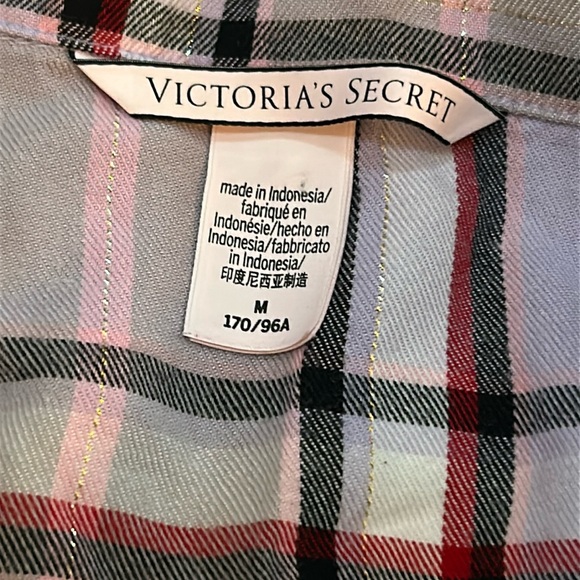 VICTORIA'S SECRET
made in Indonesia/
fabriqué en
Indonésie/hecho en
Indonesia/fabbricato
in Indonesia/
印度尼西亚制造
M
170/96A